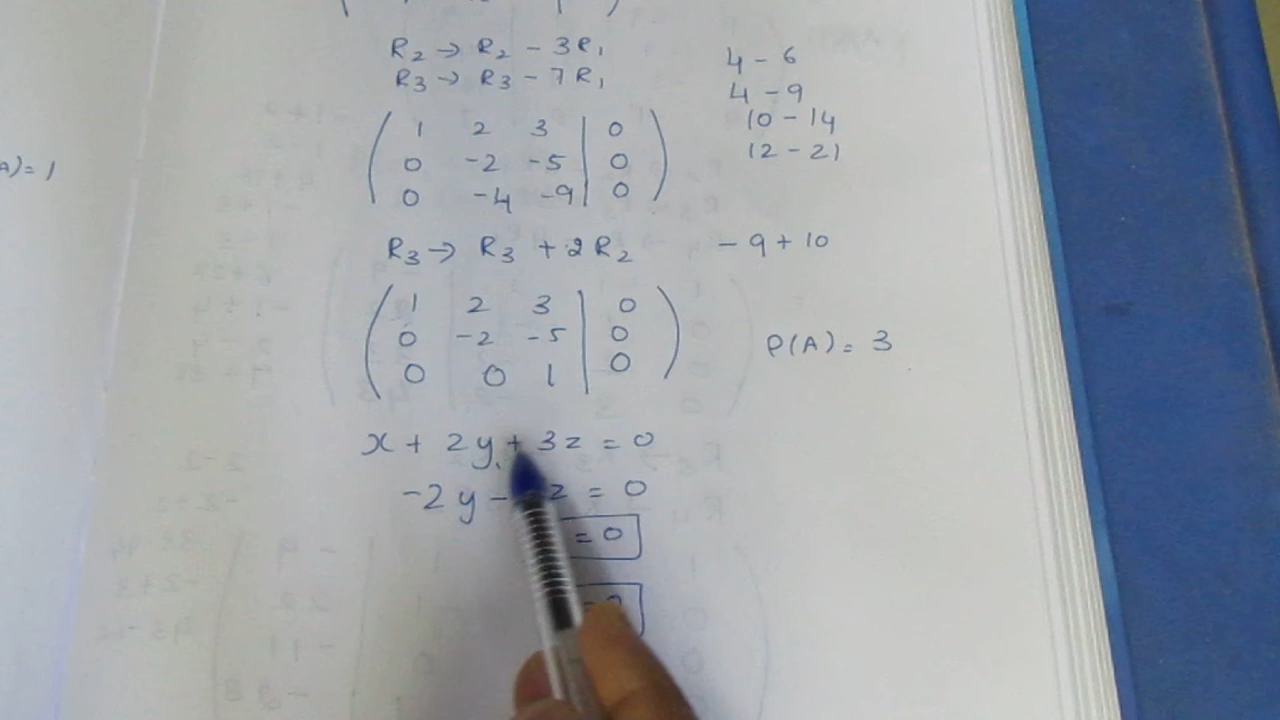 A) = 1
R₂ → R₂ - 3R₁
R₃ → R₃ - 7R₁
4 - 6
4 - 9
10 - 14
12 - 21
1 2 3 | 0
0 -2 -5 | 0
0 -4 -9 | 0
R₃ → R₃ + 2R₂
- 9 + 10
1 2 3 | 0
0 -2 -5 | 0
0 0 1 | 0
ρ(A) = 3
x + 2y + 3z = 0
-2y - z = 0
= 0
= 0